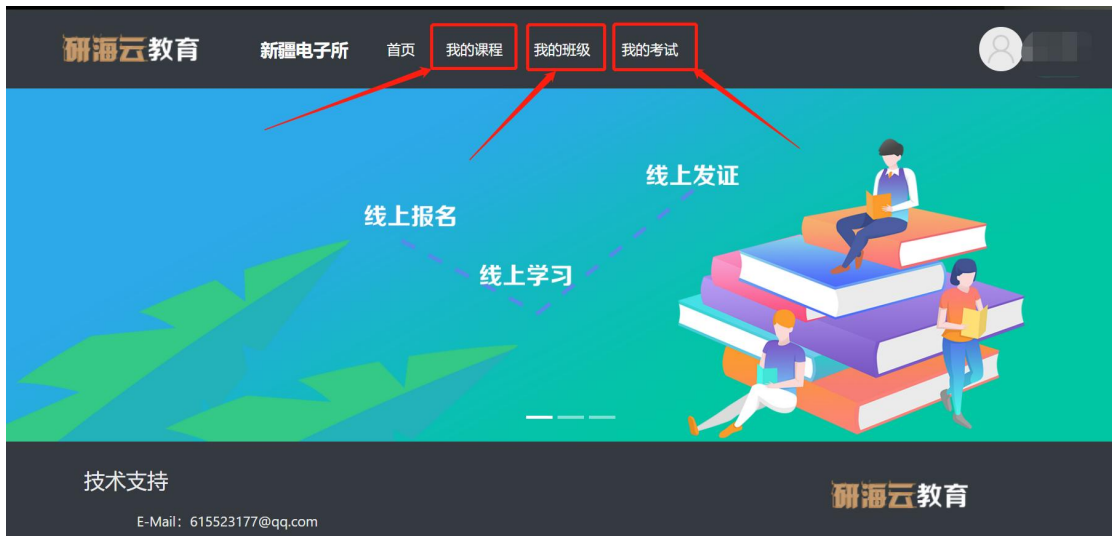 研海云教育 新疆电子所 首页 我的课程 我的班级 我的考试
线上发证
线上报名
线上学习
技术支持
研海云教育
E-Mail：615523177@qq.com